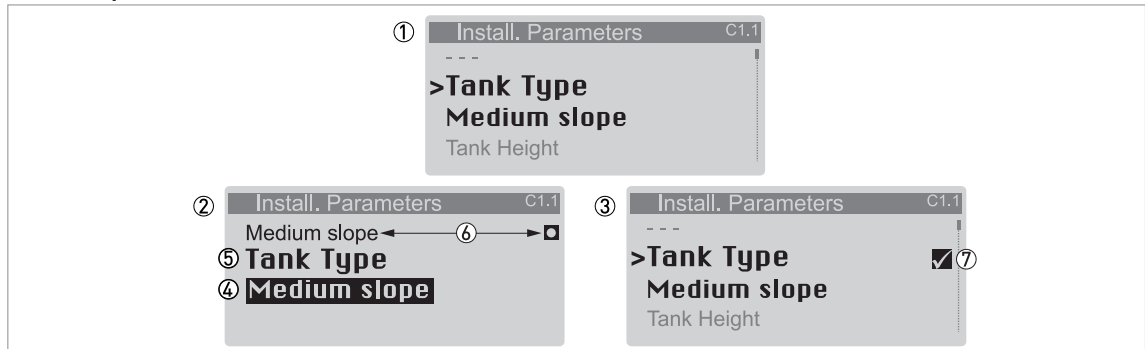 ① Install. Parameters C1.1
- - -
>Tank Type
Medium slope
Tank Height
② Install. Parameters C1.1
Medium slope ⑥
⑤ Tank Type
④ Medium slope
③ Install. Parameters C1.1
- - -
>Tank Type ⑦
Medium slope
Tank Height